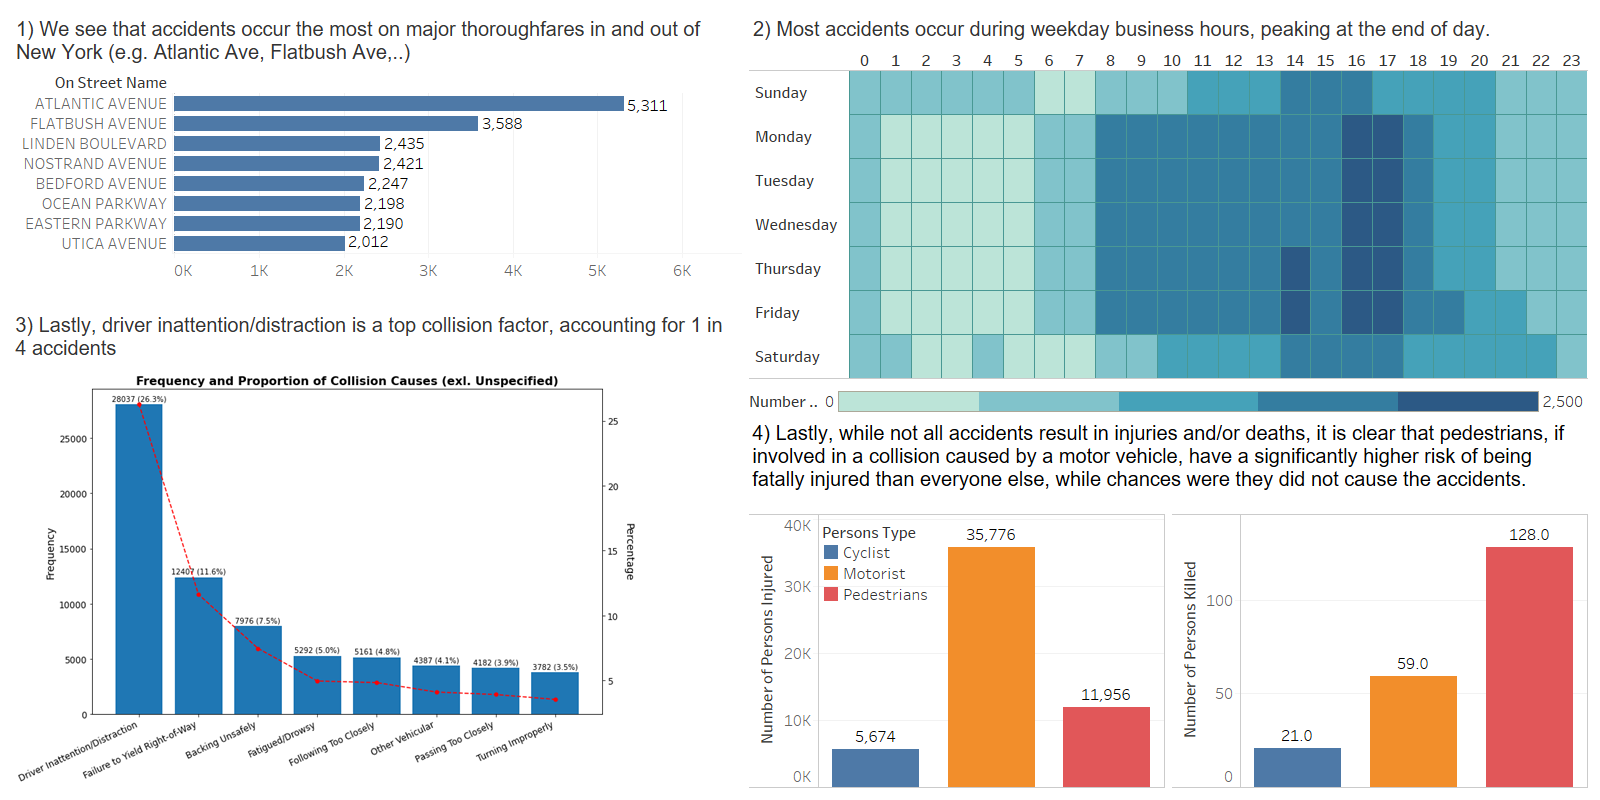 1) We see that accidents occur the most on major thoroughfares in and out of
New York (e.g. Atlantic Ave, Flatbush Ave,..)
On Street Name
ATLANTIC AVENUE 5,311
FLATBUSH AVENUE 3,588
LINDEN BOULEVARD 2,435
NOSTRAND AVENUE 2,421
BEDFORD AVENUE 2,247
OCEAN PARKWAY 2,198
EASTERN PARKWAY 2,190
UTICA AVENUE 2,012
0K 1K 2K 3K 4K 5K 6K
2) Most accidents occur during weekday business hours, peaking at the end of day.
0 1 2 3 4 5 6 7 8 9 10 11 12 13 14 15 16 17 18 19 20 21 22 23
Sunday
Monday
Tuesday
Wednesday
Thursday
Friday
Saturday
Number .. 0 2,500
3) Lastly, driver inattention/distraction is a top collision factor, accounting for 1 in
4 accidents
Frequency and Proportion of Collision Causes (exl. Unspecified)
28037 (26.3%)
12407 (11.6%)
7976 (7.5%)
5292 (5.0%)
5161 (4.8%)
4387 (4.1%)
4182 (3.9%)
3782 (3.5%)
Frequency
25000
20000
15000
10000
5000
0
Percentage
25
20
15
10
5
Driver Inattention/Distraction
Failure to Yield Right-of-Way
Backing Unsafely
Fatigued/Drowsy
Following Too Closely
Other Vehicular
Passing Too Closely
Turning Improperly
4) Lastly, while not all accidents result in injuries and/or deaths, it is clear that pedestrians, if
involved in a collision caused by a motor vehicle, have a significantly higher risk of being
fatally injured than everyone else, while chances were they did not cause the accidents.
Number of Persons Injured
40K
30K
20K
10K
0K
Persons Type
Cyclist
Motorist
Pedestrians
5,674
35,776
11,956
Number of Persons Killed
100
50
0
21.0
59.0
128.0